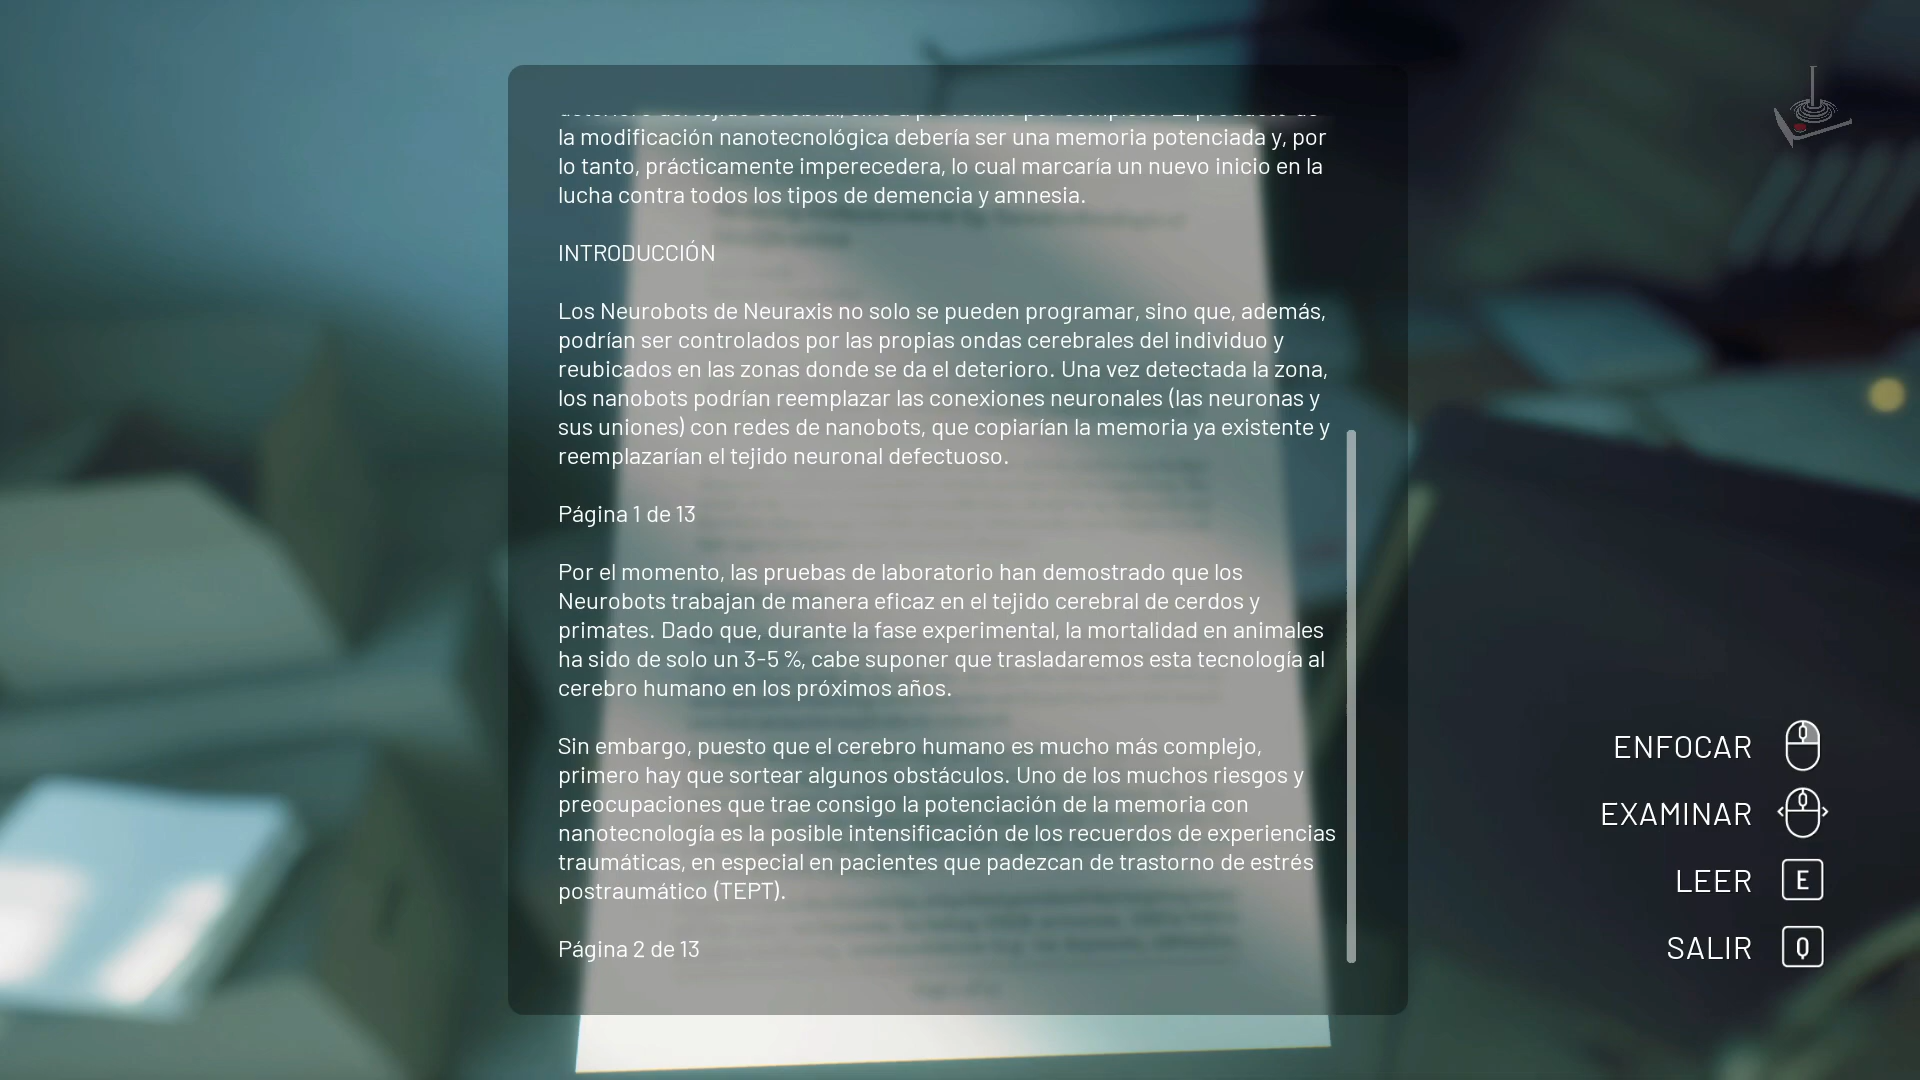 la modificación nanotecnológica debería ser una memoria potenciada y, por
lo tanto, prácticamente imperecedera, lo cual marcaría un nuevo inicio en la
lucha contra todos los tipos de demencia y amnesia.
INTRODUCCIÓN
Los Neurobots de Neuraxis no solo se pueden programar, sino que, además,
podrían ser controlados por las propias ondas cerebrales del individuo y
reubicados en las zonas donde se da el deterioro. Una vez detectada la zona,
los nanobots podrían reemplazar las conexiones neuronales (las neuronas y
sus uniones) con redes de nanobots, que copiarían la memoria ya existente y
reemplazarían el tejido neuronal defectuoso.
Página 1 de 13
Por el momento, las pruebas de laboratorio han demostrado que los
Neurobots trabajan de manera eficaz en el tejido cerebral de cerdos y
primates. Dado que, durante la fase experimental, la mortalidad en animales
ha sido de solo un 3-5 %, cabe suponer que trasladaremos esta tecnología al
cerebro humano en los próximos años.
Sin embargo, puesto que el cerebro humano es mucho más complejo,
primero hay que sortear algunos obstáculos. Uno de los muchos riesgos y
preocupaciones que trae consigo la potenciación de la memoria con
nanotecnología es la posible intensificación de los recuerdos de experiencias
traumáticas, en especial en pacientes que padezcan de trastorno de estrés
postraumático (TEPT).
Página 2 de 13
ENFOCAR
EXAMINAR
LEER E
SALIR Q